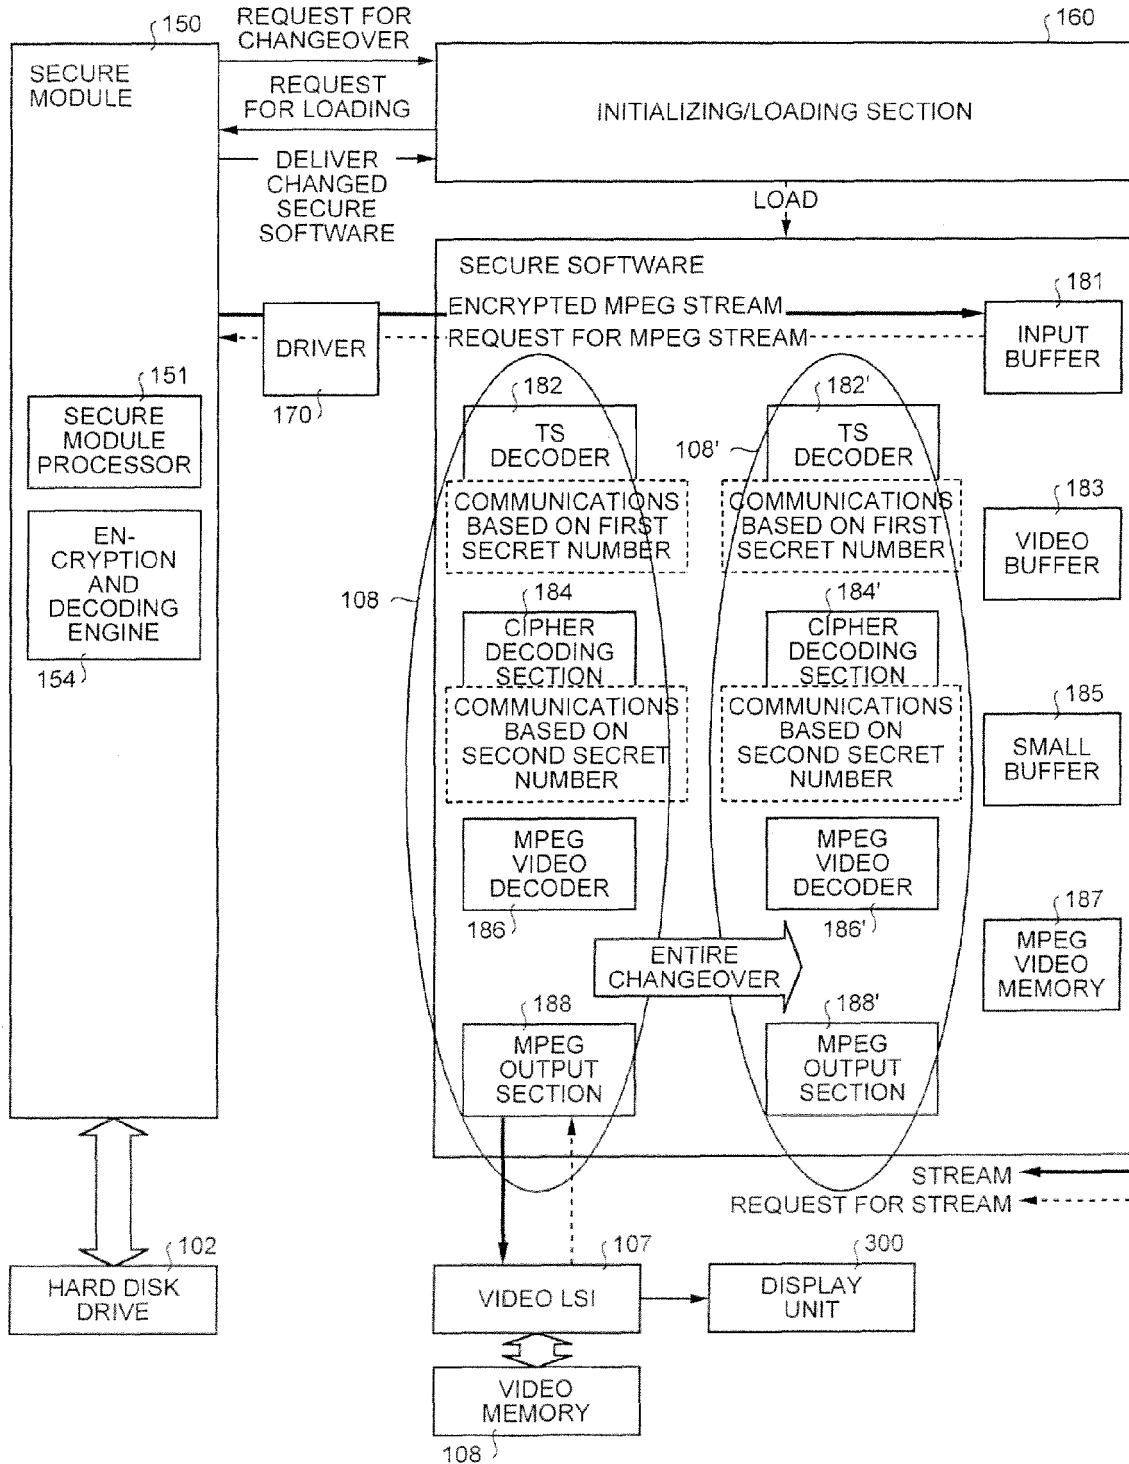 150
SECURE
MODULE
REQUEST FOR
CHANGEOVER
REQUEST
FOR LOADING
DELIVER
CHANGED
SECURE
SOFTWARE
160
INITIALIZING/LOADING SECTION
LOAD
SECURE SOFTWARE
ENCRYPTED MPEG STREAM
REQUEST FOR MPEG STREAM
DRIVER
170
181
INPUT
BUFFER
151
SECURE
MODULE
PROCESSOR
EN-
CRYPTION
AND
DECODING
ENGINE
154
182
TS
DECODER
COMMUNICATIONS
BASED ON FIRST
SECRET NUMBER
108
184
CIPHER
DECODING
SECTION
COMMUNICATIONS
BASED ON
SECOND SECRET
NUMBER
MPEG
VIDEO
DECODER
186
ENTIRE
CHANGEOVER
188
MPEG
OUTPUT
SECTION
182'
108'
TS
DECODER
COMMUNICATIONS
BASED ON FIRST
SECRET NUMBER
184'
CIPHER
DECODING
SECTION
COMMUNICATIONS
BASED ON
SECOND SECRET
NUMBER
MPEG
VIDEO
DECODER
186'
188'
MPEG
OUTPUT
SECTION
183
VIDEO
BUFFER
185
SMALL
BUFFER
187
MPEG
VIDEO
MEMORY
STREAM
REQUEST FOR STREAM
102
HARD DISK
DRIVE
107
VIDEO LSI
300
DISPLAY
UNIT
VIDEO
MEMORY
108